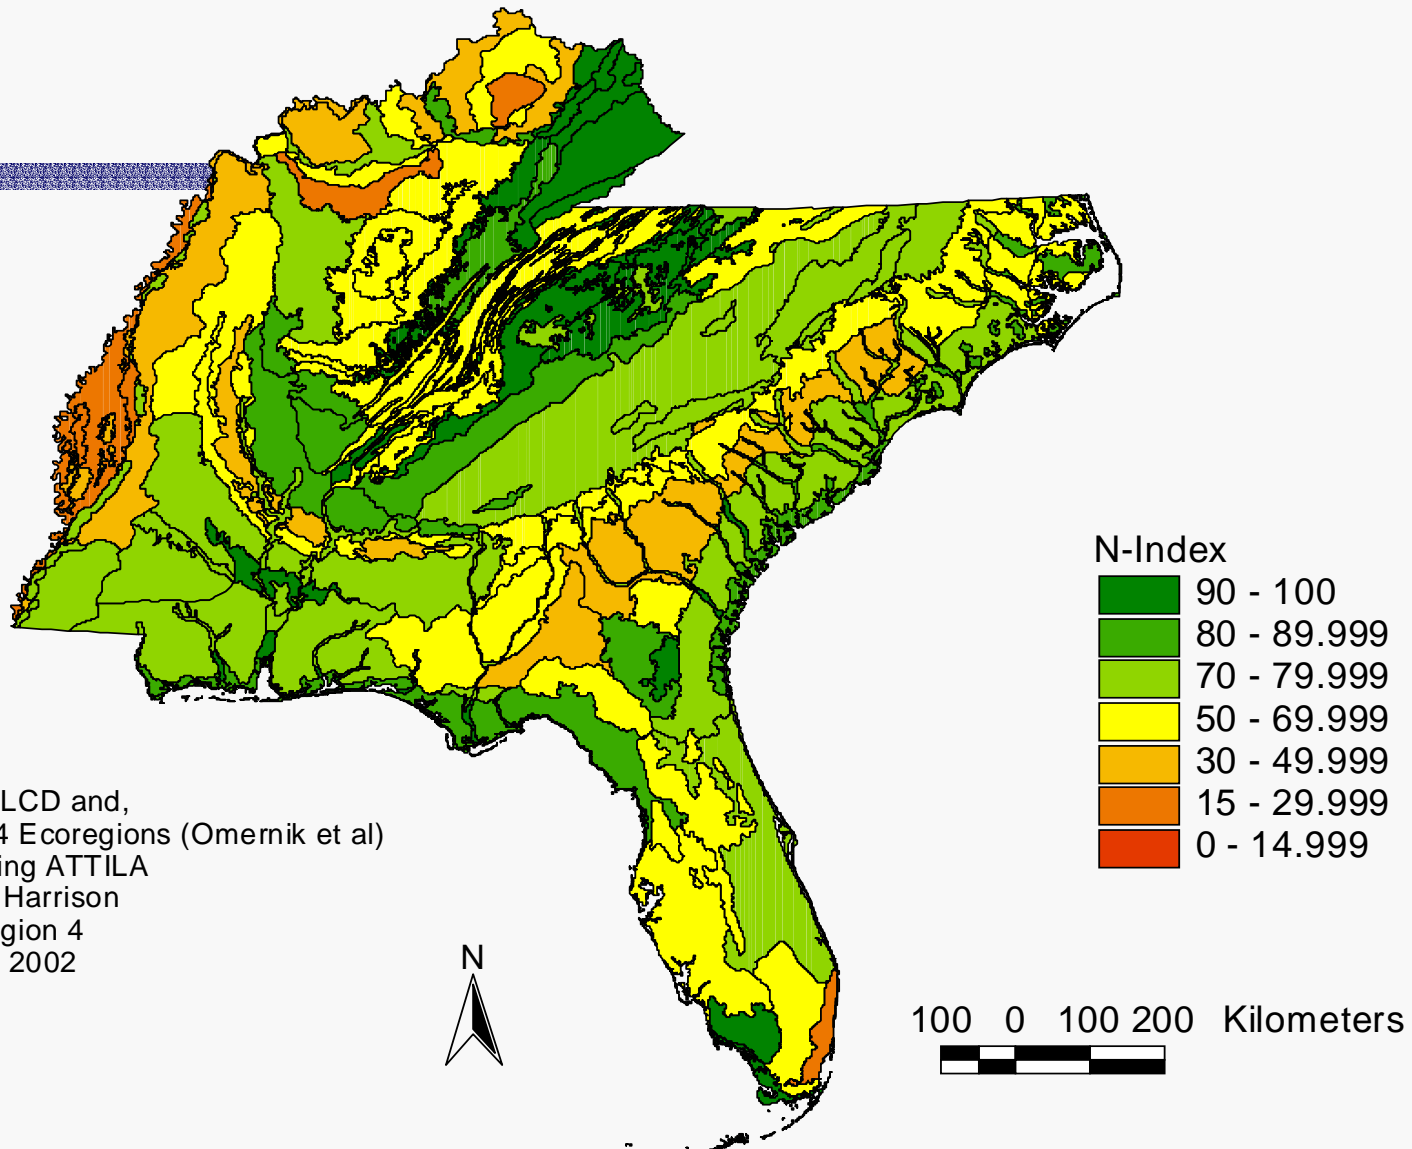 N-Index
90 - 100
80 - 89.999
70 - 79.999
50 - 69.999
30 - 49.999
15 - 29.999
0 - 14.999
LCD and,
4 Ecoregions (Omernik et al)
ing ATTILA
Harrison
gion 4
2002
N
100 0 100 200 Kilometers